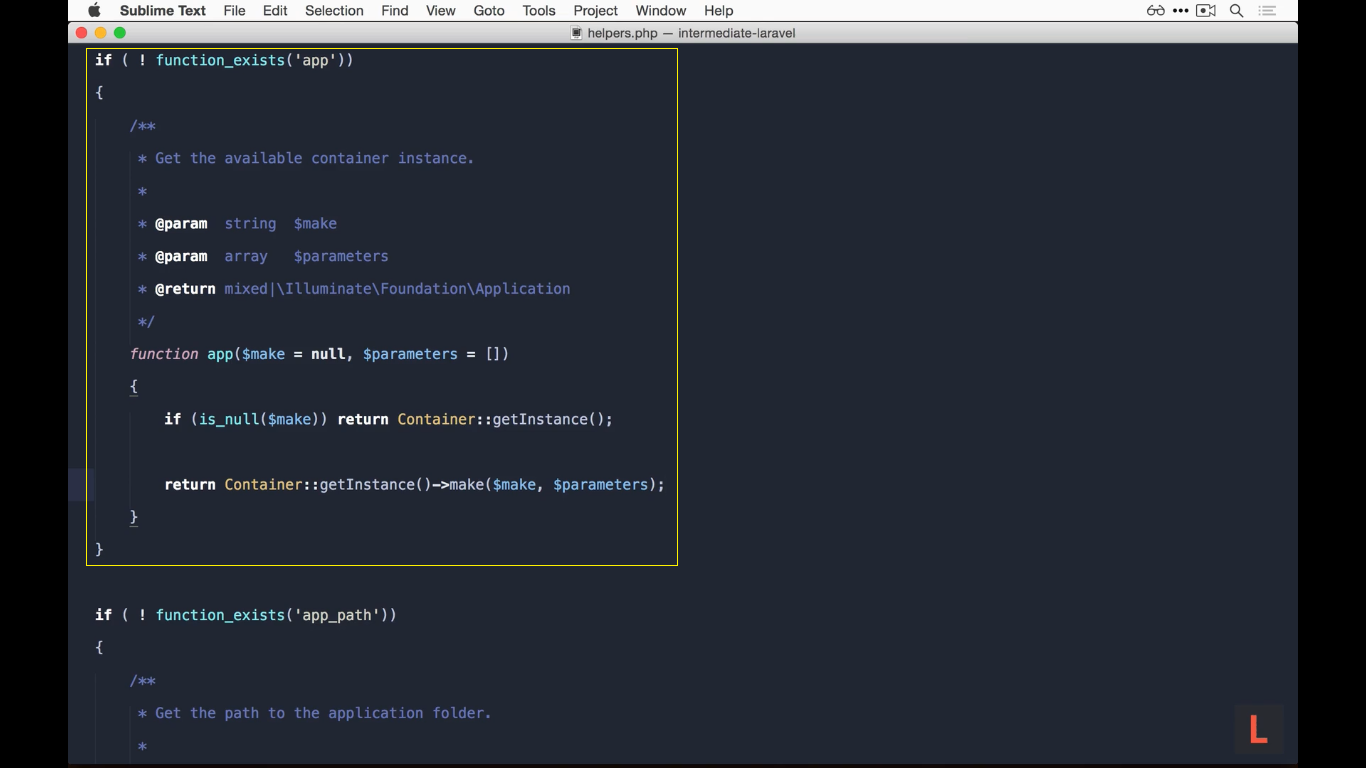 Sublime Text File Edit Selection Find View Goto Tools Project Window Help
helpers.php — intermediate-laravel
if ( ! function_exists('app'))
{
    /**
     * Get the available container instance.
     *
     * @param  string  $make
     * @param  array   $parameters
     * @return mixed|\Illuminate\Foundation\Application
     */
    function app($make = null, $parameters = [])
    {
        if (is_null($make)) return Container::getInstance();

        return Container::getInstance()->make($make, $parameters);
    }
}

if ( ! function_exists('app_path'))
{
    /**
     * Get the path to the application folder.
     *
L